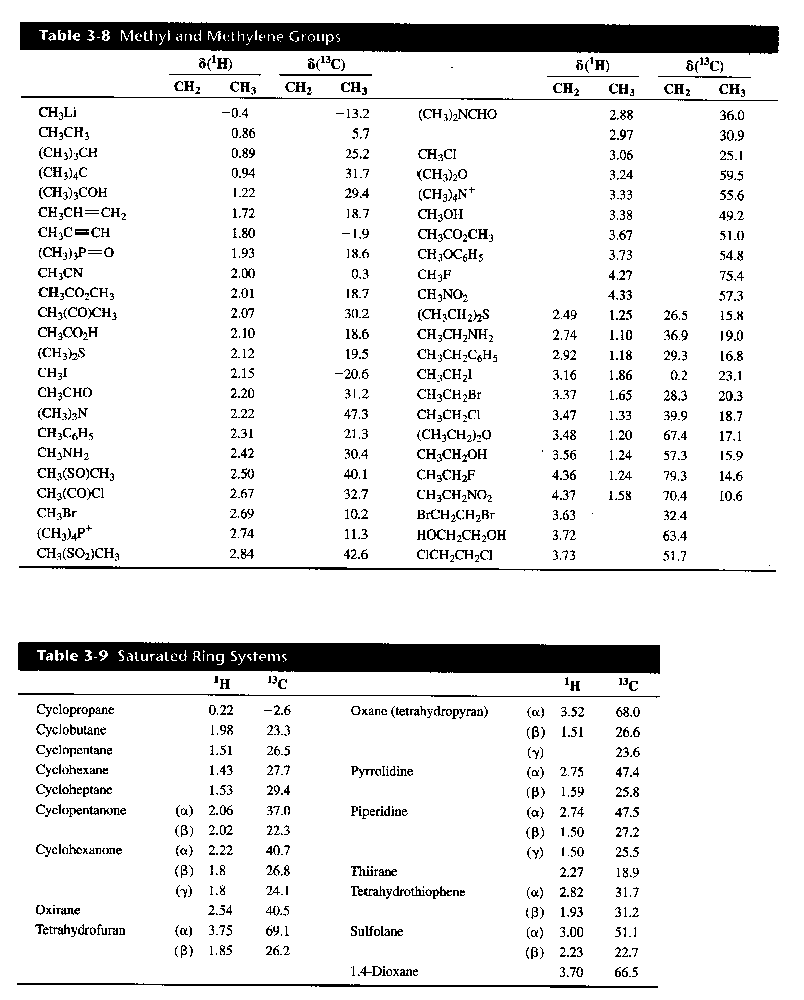 Table 3-8 Methyl and Methylene Groups
δ(¹H) δ(¹³C) δ(¹H) δ(¹³C)
CH₂ CH₃ CH₂ CH₃ CH₂ CH₃ CH₂ CH₃
CH₃Li −0.4 −13.2 (CH₃)₂NCHO 2.88 36.0
CH₃CH₃ 0.86 5.7 2.97 30.9
(CH₃)₃CH 0.89 25.2 CH₃Cl 3.06 25.1
(CH₃)₄C 0.94 31.7 (CH₃)₂O 3.24 59.5
(CH₃)₃COH 1.22 29.4 (CH₃)₄N⁺ 3.33 55.6
CH₃CH=CH₂ 1.72 18.7 CH₃OH 3.38 49.2
CH₃C≡CH 1.80 −1.9 CH₃CO₂CH₃ 3.67 51.0
(CH₃)₃P=O 1.93 18.6 CH₃OC₆H₅ 3.73 54.8
CH₃CN 2.00 0.3 CH₃F 4.27 75.4
CH₃CO₂CH₃ 2.01 18.7 CH₃NO₂ 4.33 57.3
CH₃(CO)CH₃ 2.07 30.2 (CH₃CH₂)₂S 2.49 1.25 26.5 15.8
CH₃CO₂H 2.10 18.6 CH₃CH₂NH₂ 2.74 1.10 36.9 19.0
(CH₃)₂S 2.12 19.5 CH₃CH₂C₆H₅ 2.92 1.18 29.3 16.8
CH₃I 2.15 −20.6 CH₃CH₂I 3.16 1.86 0.2 23.1
CH₃CHO 2.20 31.2 CH₃CH₂Br 3.37 1.65 28.3 20.3
(CH₃)₃N 2.22 47.3 CH₃CH₂Cl 3.47 1.33 39.9 18.7
CH₃C₆H₅ 2.31 21.3 (CH₃CH₂)₂O 3.48 1.20 67.4 17.1
CH₃NH₂ 2.42 30.4 CH₃CH₂OH 3.56 1.24 57.3 15.9
CH₃(SO)CH₃ 2.50 40.1 CH₃CH₂F 4.36 1.24 79.3 14.6
CH₃(CO)Cl 2.67 32.7 CH₃CH₂NO₂ 4.37 1.58 70.4 10.6
CH₃Br 2.69 10.2 BrCH₂CH₂Br 3.63 32.4
(CH₃)₄P⁺ 2.74 11.3 HOCH₂CH₂OH 3.72 63.4
CH₃(SO₂)CH₃ 2.84 42.6 ClCH₂CH₂Cl 3.73 51.7
Table 3-9 Saturated Ring Systems
¹H ¹³C ¹H ¹³C
Cyclopropane 0.22 −2.6 Oxane (tetrahydropyran) (α) 3.52 68.0
Cyclobutane 1.98 23.3 (β) 1.51 26.6
Cyclopentane 1.51 26.5 (γ) 23.6
Cyclohexane 1.43 27.7 Pyrrolidine (α) 2.75 47.4
Cycloheptane 1.53 29.4 (β) 1.59 25.8
Cyclopentanone (α) 2.06 37.0 Piperidine (α) 2.74 47.5
(β) 2.02 22.3 (β) 1.50 27.2
Cyclohexanone (α) 2.22 40.7 (γ) 1.50 25.5
(β) 1.8 26.8 Thiirane 2.27 18.9
(γ) 1.8 24.1 Tetrahydrothiophene (α) 2.82 31.7
Oxirane 2.54 40.5 (β) 1.93 31.2
Tetrahydrofuran (α) 3.75 69.1 Sulfolane (α) 3.00 51.1
(β) 1.85 26.2 (β) 2.23 22.7
1,4-Dioxane 3.70 66.5